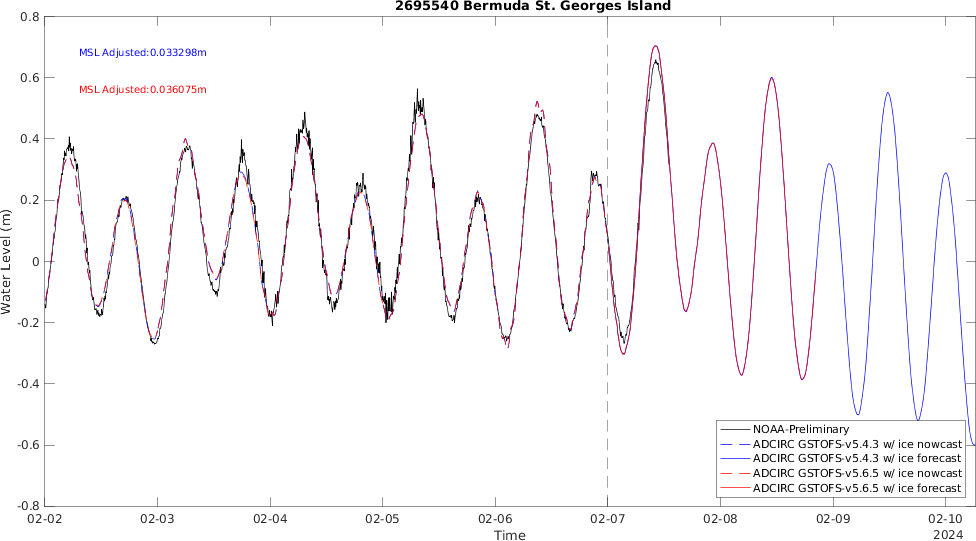 2695540 Bermuda St. Georges Island
MSL Adjusted:0.033298m
MSL Adjusted:0.036075m
Water Level (m)
0.8
0.6
0.4
0.2
0
-0.2
-0.4
-0.6
-0.8
NOAA-Preliminary
ADCIRC GSTOFS-v5.4.3 w/ ice nowcast
ADCIRC GSTOFS-v5.4.3 w/ ice forecast
ADCIRC GSTOFS-v5.6.5 w/ ice nowcast
ADCIRC GSTOFS-v5.6.5 w/ ice forecast
02-02 02-03 02-04 02-05 02-06 02-07 02-08 02-09 02-10
Time
2024